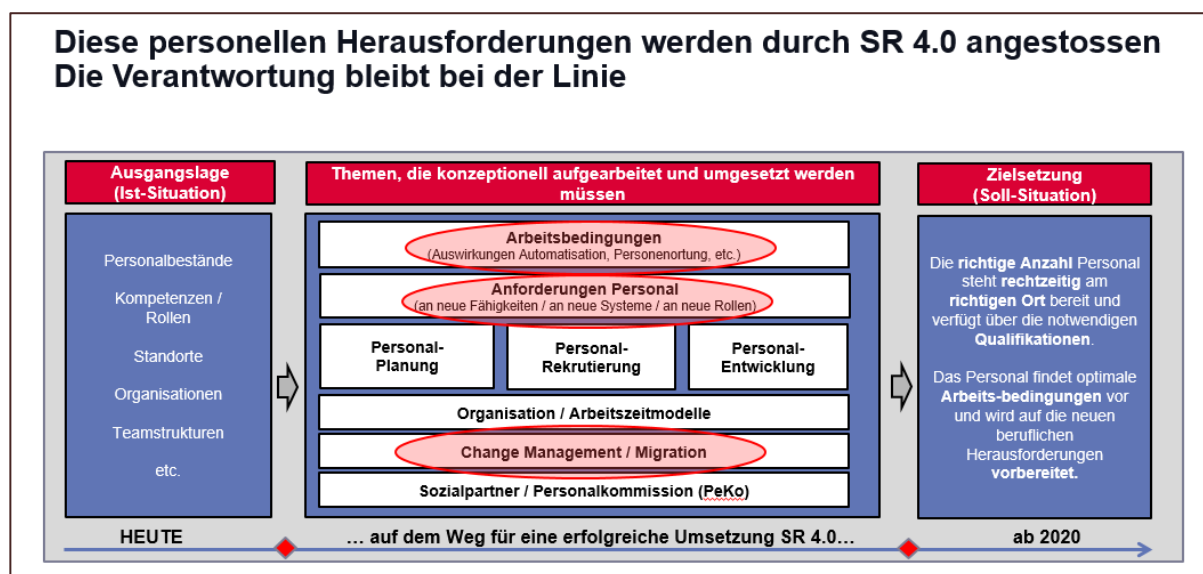 Diese personellen Herausforderungen werden durch SR 4.0 angestossen
Die Verantwortung bleibt bei der Linie
Ausgangslage
(Ist-Situation)
Personalbestände
Kompetenzen /
Rollen
Standorte
Organisationen
Teamstrukturen
etc.
Themen, die konzeptionell aufgearbeitet und umgesetzt werden
müssen
Arbeitsbedingungen
(Auswirkungen Automatisation, Personenortung, etc.)
Anforderungen Personal
(an neue Fähigkeiten / an neue Systeme / an neue Rollen)
Personal-
Planung
Personal-
Rekrutierung
Personal-
Entwicklung
Organisation / Arbeitszeitmodelle
Change Management / Migration
Sozialpartner / Personalkommission (PeKo)
Zielsetzung
(Soll-Situation)
Die richtige Anzahl Personal
steht rechtzeitig am
richtigen Ort bereit und
verfügt über die notwendigen
Qualifikationen.
Das Personal findet optimale
Arbeits-bedingungen vor
und wird auf die neuen
beruflichen
Herausforderungen
vorbereitet.
HEUTE
… auf dem Weg für eine erfolgreiche Umsetzung SR 4.0…
ab 2020